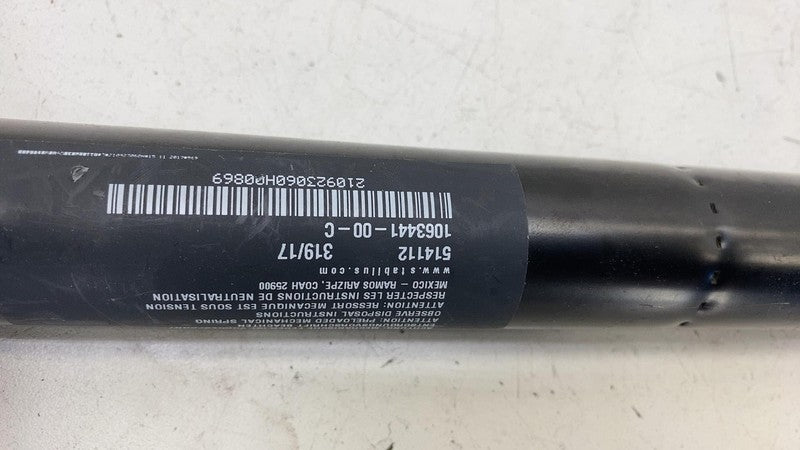 ATTENTION: PRELOADED MECHANICAL SPRING
OBSERVE DISPOSAL INSTRUCTIONS
ATTENTION: RESSORT MECANIQUE EST SOUS TENSION
RESPECTER LES INSTRUCTIONS DE NEUTRALISATION
MEXICO - RAMOS ARIZPE, COAH 25900
www.stabilus.com
514112 319/17
1063441-00-C
210923060HA00869